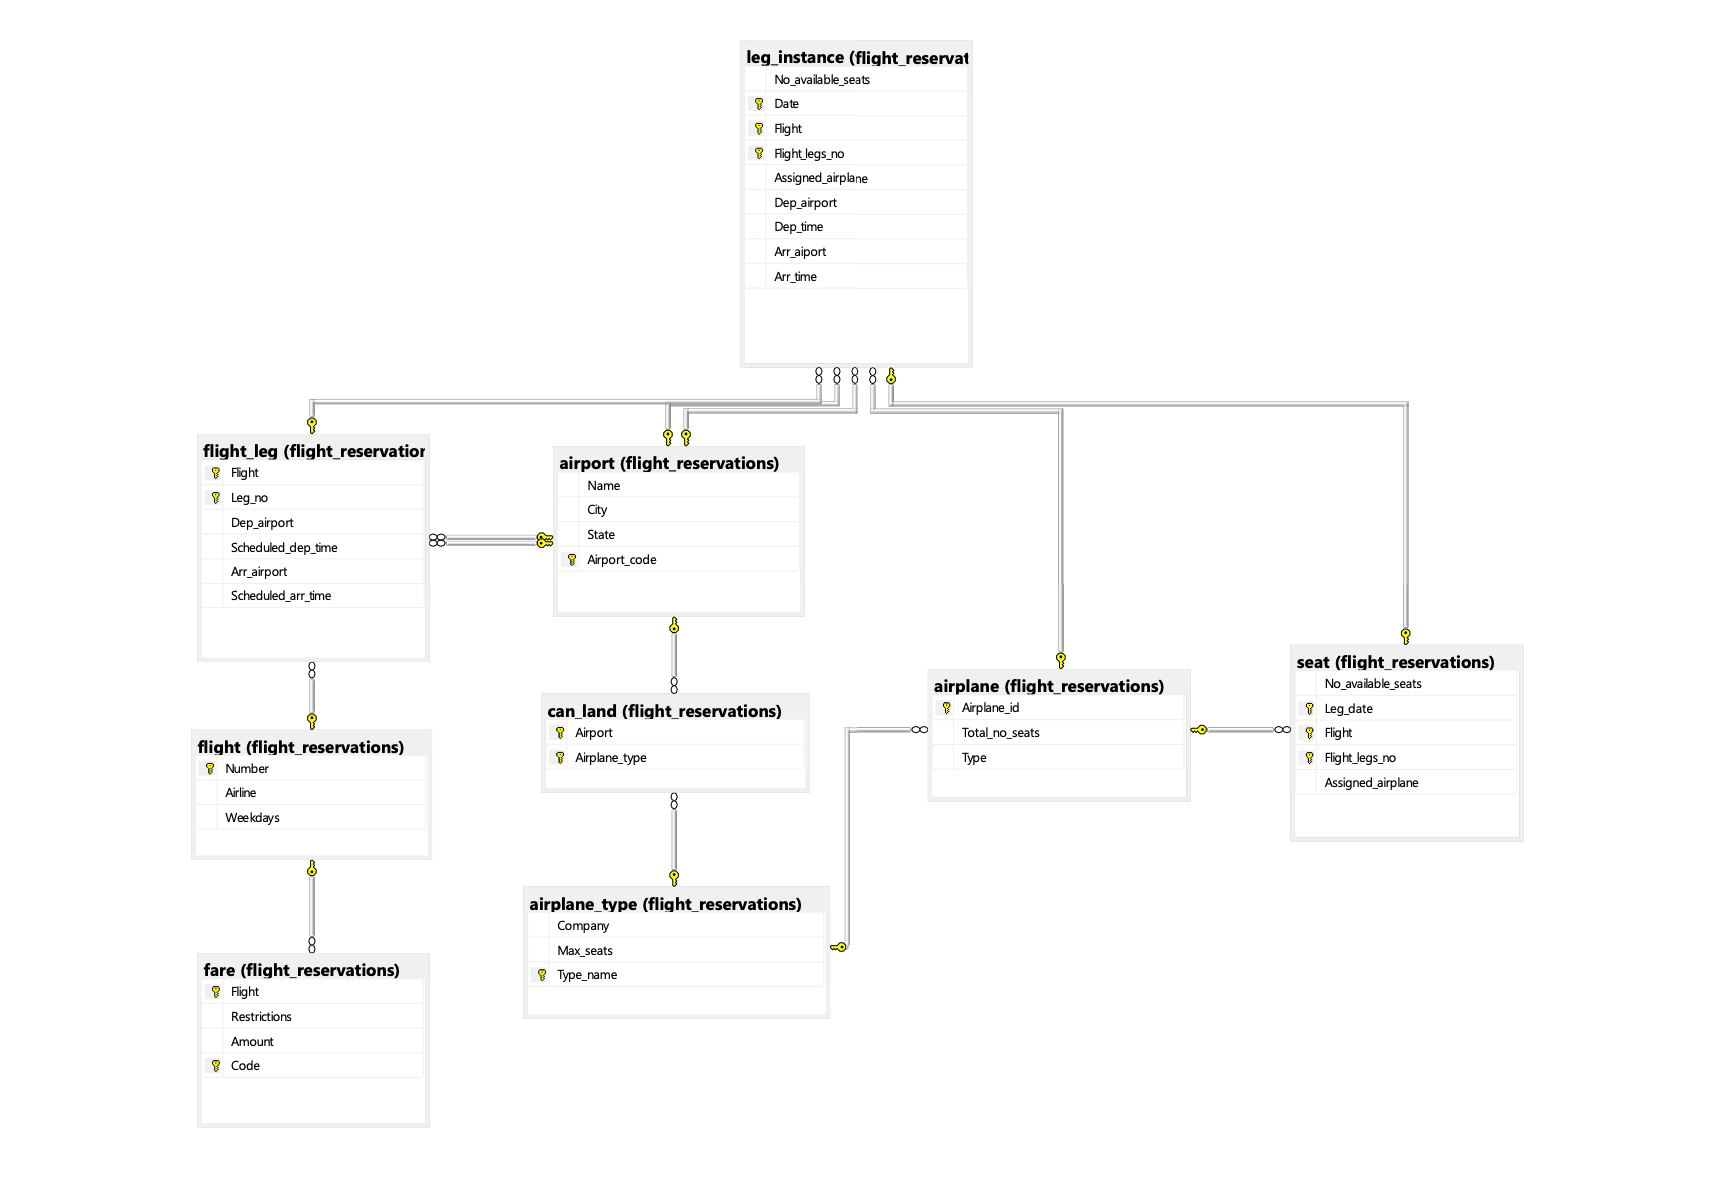 leg_instance (flight_reservat
No_available_seats
Date
Flight
Flight_legs_no
Assigned_airplane
Dep_airport
Dep_time
Arr_aiport
Arr_time
flight_leg (flight_reservation
Flight
Leg_no
Dep_airport
Scheduled_dep_time
Arr_airport
Scheduled_arr_time
airport (flight_reservations)
Name
City
State
Airport_code
flight (flight_reservations)
Number
Airline
Weekdays
can_land (flight_reservations)
Airport
Airplane_type
airplane (flight_reservations)
Airplane_id
Total_no_seats
Type
seat (flight_reservations)
No_available_seats
Leg_date
Flight
Flight_legs_no
Assigned_airplane
fare (flight_reservations)
Flight
Restrictions
Amount
Code
airplane_type (flight_reservations)
Company
Max_seats
Type_name